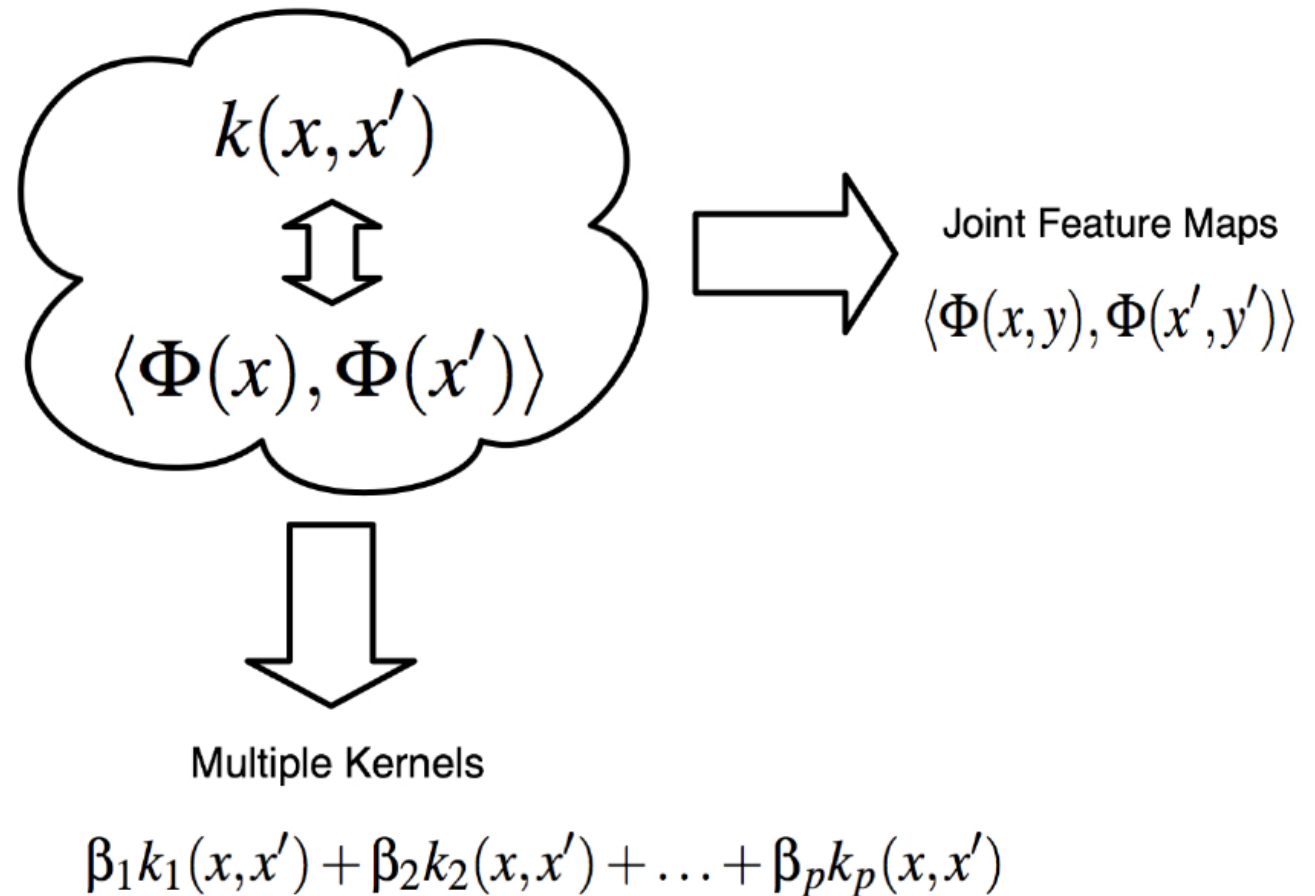 k(x,x′)
⟨Φ(x),Φ(x′)⟩
Joint Feature Maps
⟨Φ(x,y),Φ(x′,y′)⟩
Multiple Kernels
β₁k₁(x,x′)+β₂k₂(x,x′)+…+βₚkₚ(x,x′)